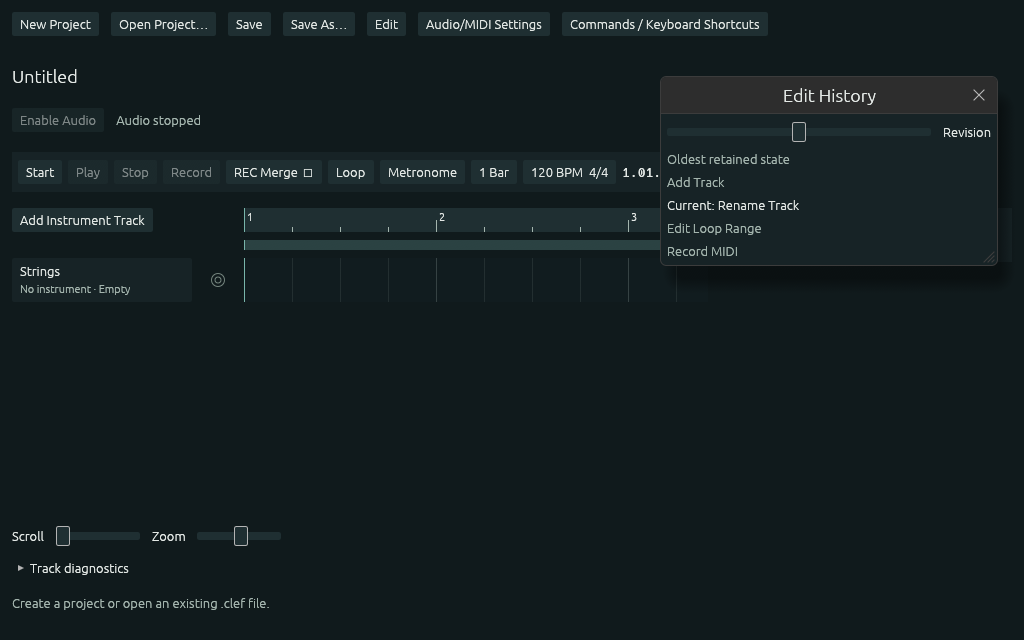 New Project Open Project... Save Save As... Edit Audio/MIDI Settings Commands / Keyboard Shortcuts
Untitled
Enable Audio Audio stopped
Start Play Stop Record REC Merge Loop Metronome 1 Bar 120 BPM 4/4 1.01.
Add Instrument Track 1 2 3
Strings
No instrument · Empty
Edit History
Revision
Oldest retained state
Add Track
Current: Rename Track
Edit Loop Range
Record MIDI
Scroll Zoom
Track diagnostics
Create a project or open an existing .clef file.